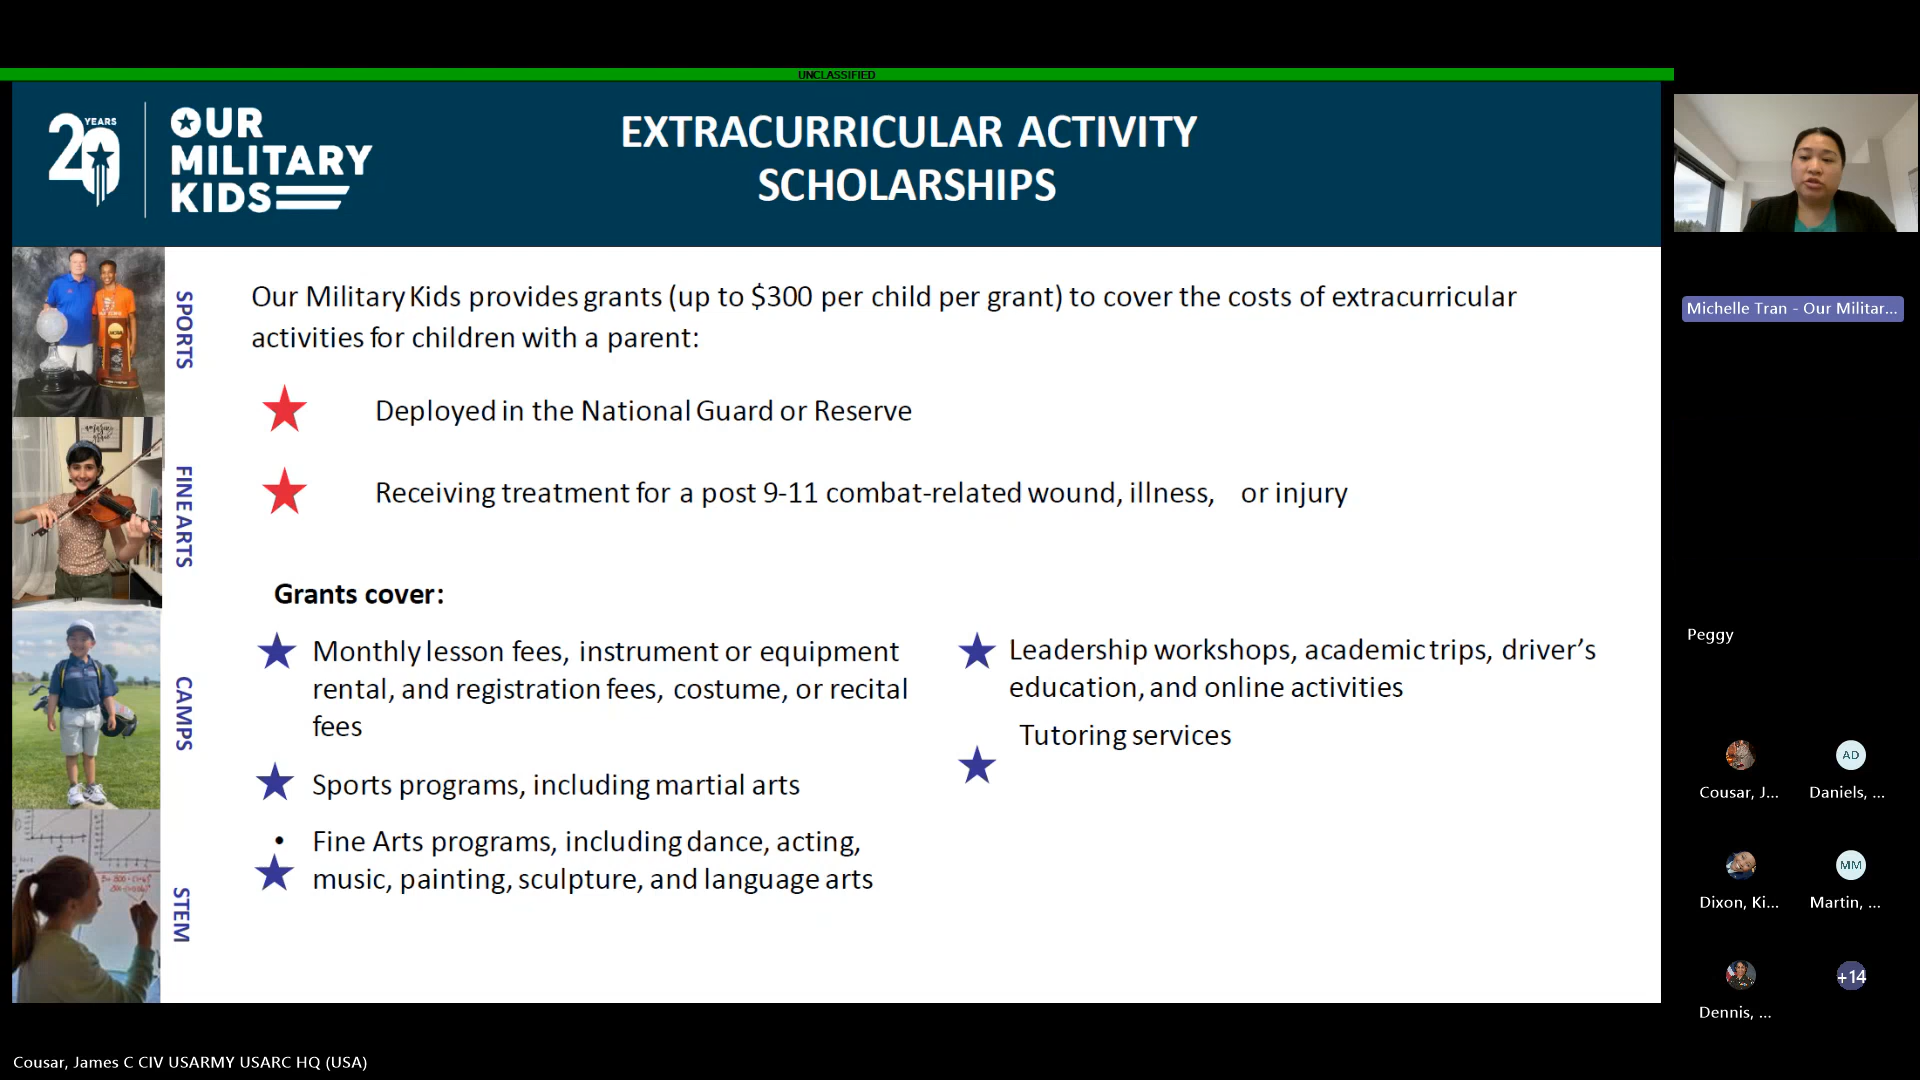 UNCLASSIFIED
20 YEARS
OUR
MILITARY
KIDS
EXTRACURRICULAR ACTIVITY
SCHOLARSHIPS
SPORTS
FINE ARTS
CAMPS
STEM
Our Military Kids provides grants (up to $300 per child per grant) to cover the costs of extracurricular
activities for children with a parent:
Deployed in the National Guard or Reserve
Receiving treatment for a post 9-11 combat-related wound, illness, or injury
Grants cover:
Monthly lesson fees, instrument or equipment
rental, and registration fees, costume, or recital
fees
Sports programs, including martial arts
• Fine Arts programs, including dance, acting,
music, painting, sculpture, and language arts
Leadership workshops, academic trips, driver’s
education, and online activities
Tutoring services
Michelle Tran - Our Militar...
Peggy
Cousar, J...
AD
Daniels, ...
Dixon, Ki...
MM
Martin, ...
Dennis, ...
+14
Cousar, James C CIV USARMY USARC HQ (USA)